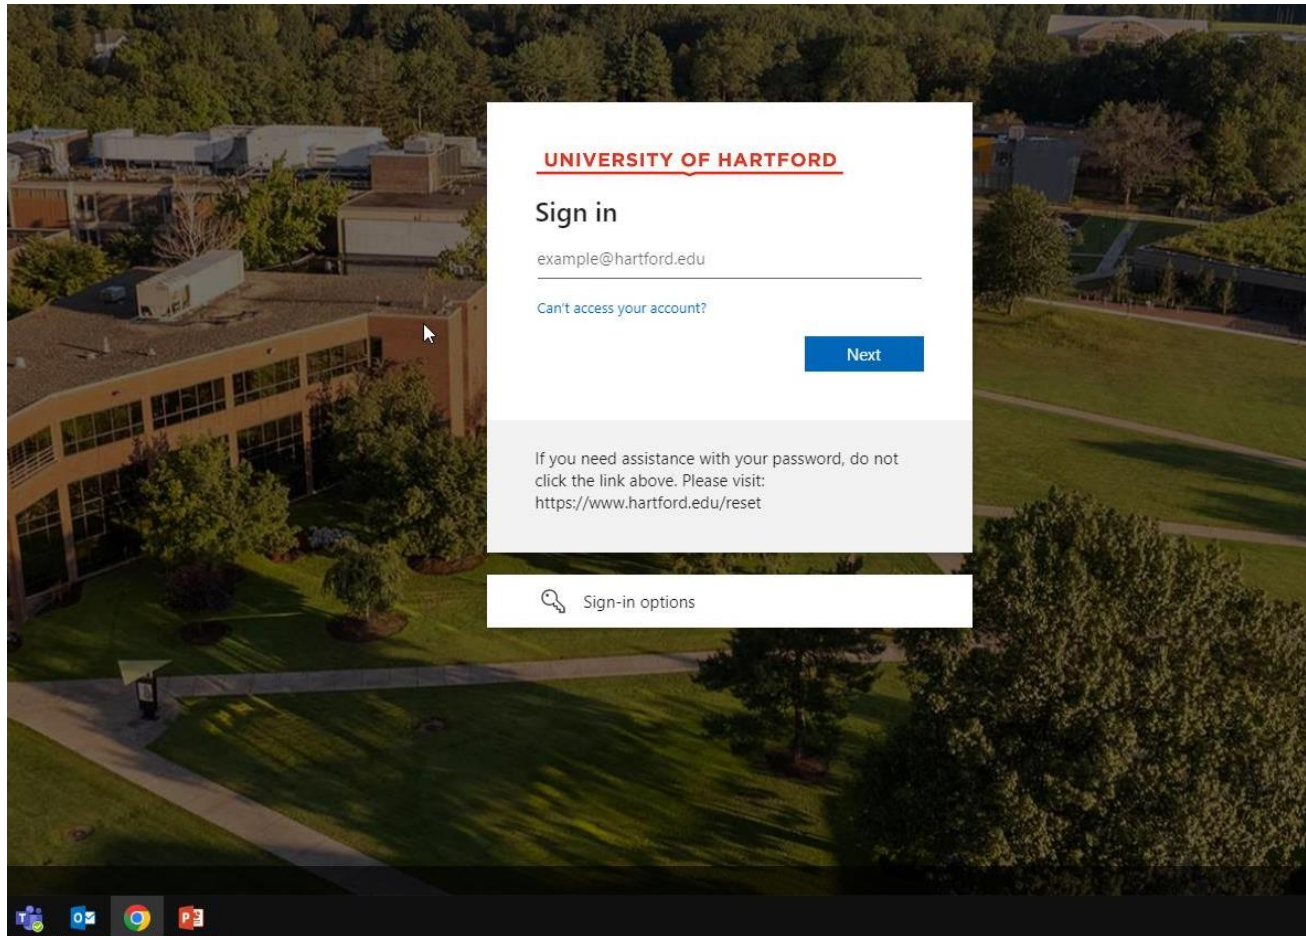 UNIVERSITY OF HARTFORD
Sign in
example@hartford.edu
Can't access your account?
Next
If you need assistance with your password, do not
click the link above. Please visit:
https://www.hartford.edu/reset
Sign-in options